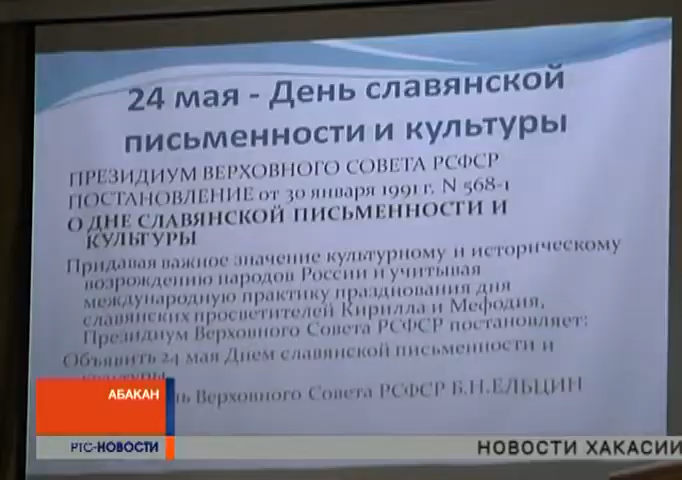 24 мая - День славянской
письменности и культуры
ПРЕЗИДИУМ ВЕРХОВНОГО СОВЕТА РСФСР
ПОСТАНОВЛЕНИЕ от 30 января 1991 г. N 568-1
О ДНЕ СЛАВЯНСКОЙ ПИСЬМЕННОСТИ И
КУЛЬТУРЫ
Придавая важное значение культурному и историческому
возрождению народов России и учитывая
международную практику празднования дня
славянских просветителей Кирилла и Мефодия,
Президиум Верховного Совета РСФСР постановляет:
Объявить 24 мая Днем славянской письменности и
Верховного Совета РСФСР Б.Н.ЕЛЬЦИН
АБАКАН
РТС-НОВОСТИ
НОВОСТИ ХАКАСИИ